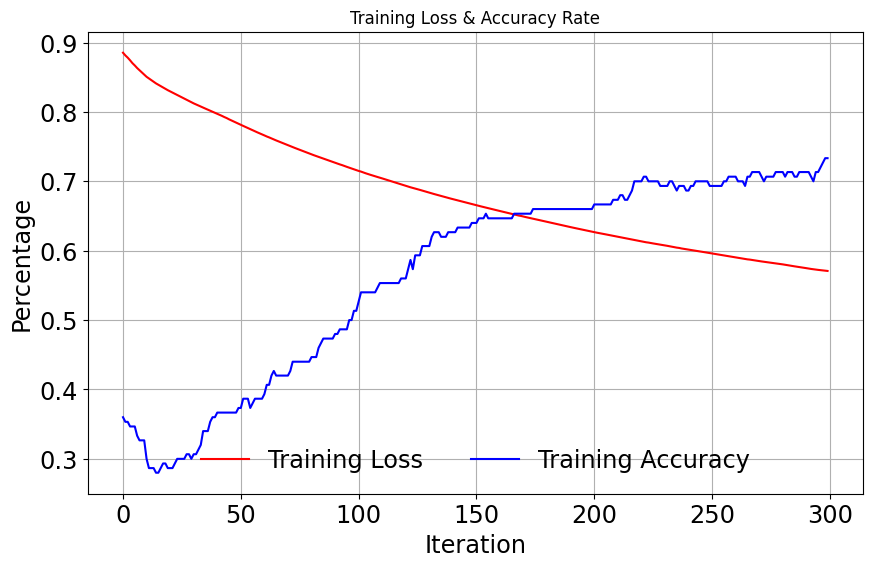 Training Loss & Accuracy Rate
Percentage
0.9
0.8
0.7
0.6
0.5
0.4
0.3
Training Loss
Training Accuracy
0 50 100 150 200 250 300
Iteration